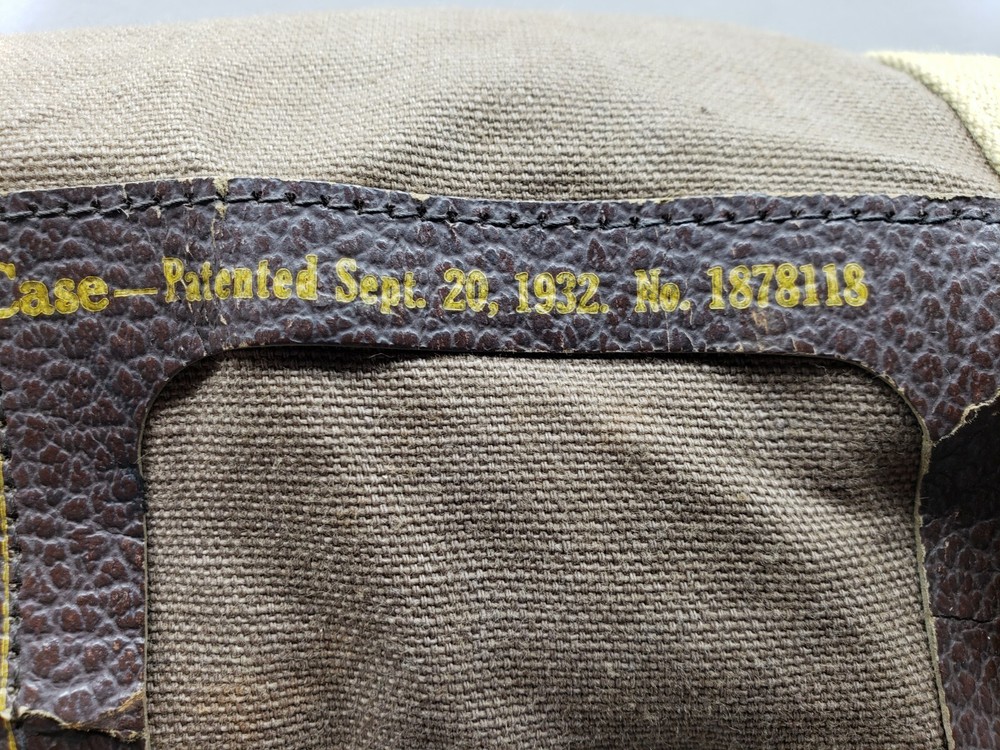 Case—Patented Sept. 20, 1932. No. 1878118